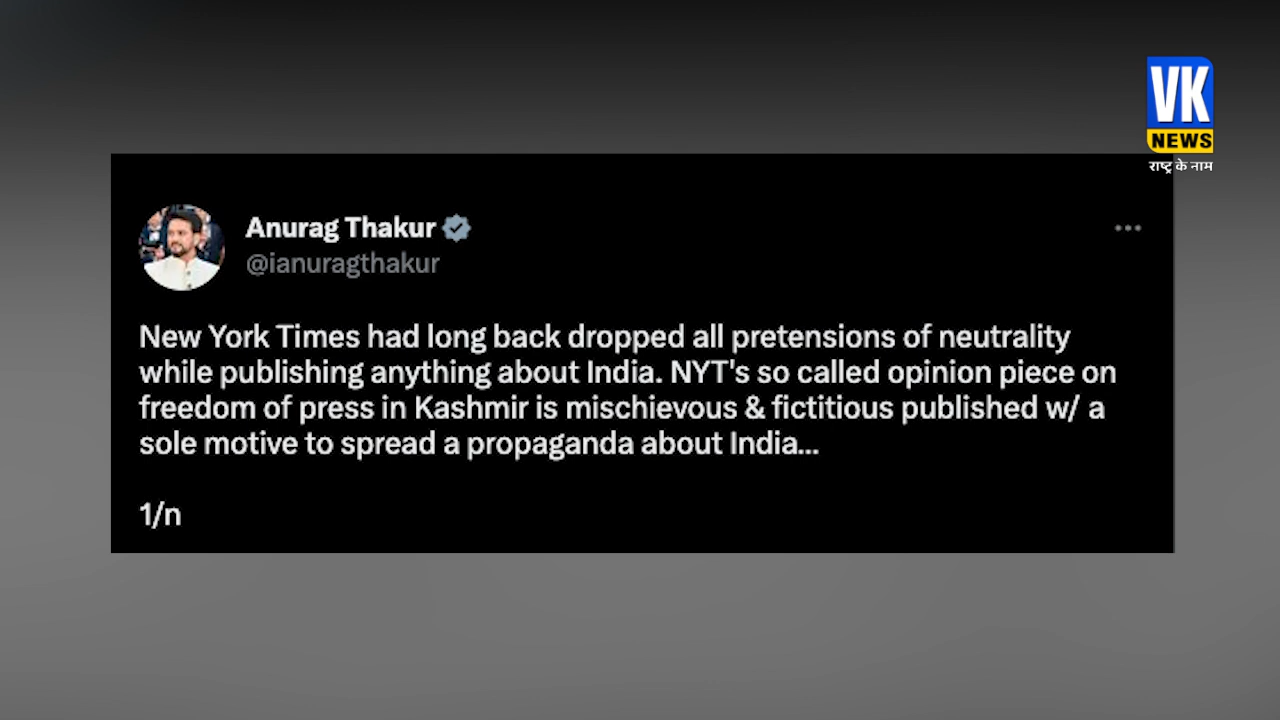 VK
NEWS
राष्ट्र के नाम
Anurag Thakur
@ianuragthakur
New York Times had long back dropped all pretensions of neutrality
while publishing anything about India. NYT's so called opinion piece on
freedom of press in Kashmir is mischievous & fictitious published w/ a
sole motive to spread a propaganda about India...
1/n